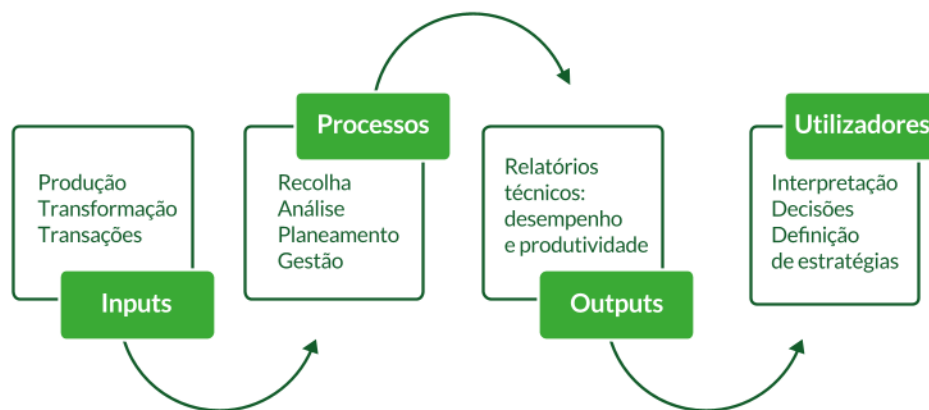 Produção
Transformação
Transações
Inputs
Processos
Recolha
Análise
Planeamento
Gestão
Relatórios
técnicos:
desempenho
e produtividade
Outputs
Utilizadores
Interpretação
Decisões
Definição
de estratégias